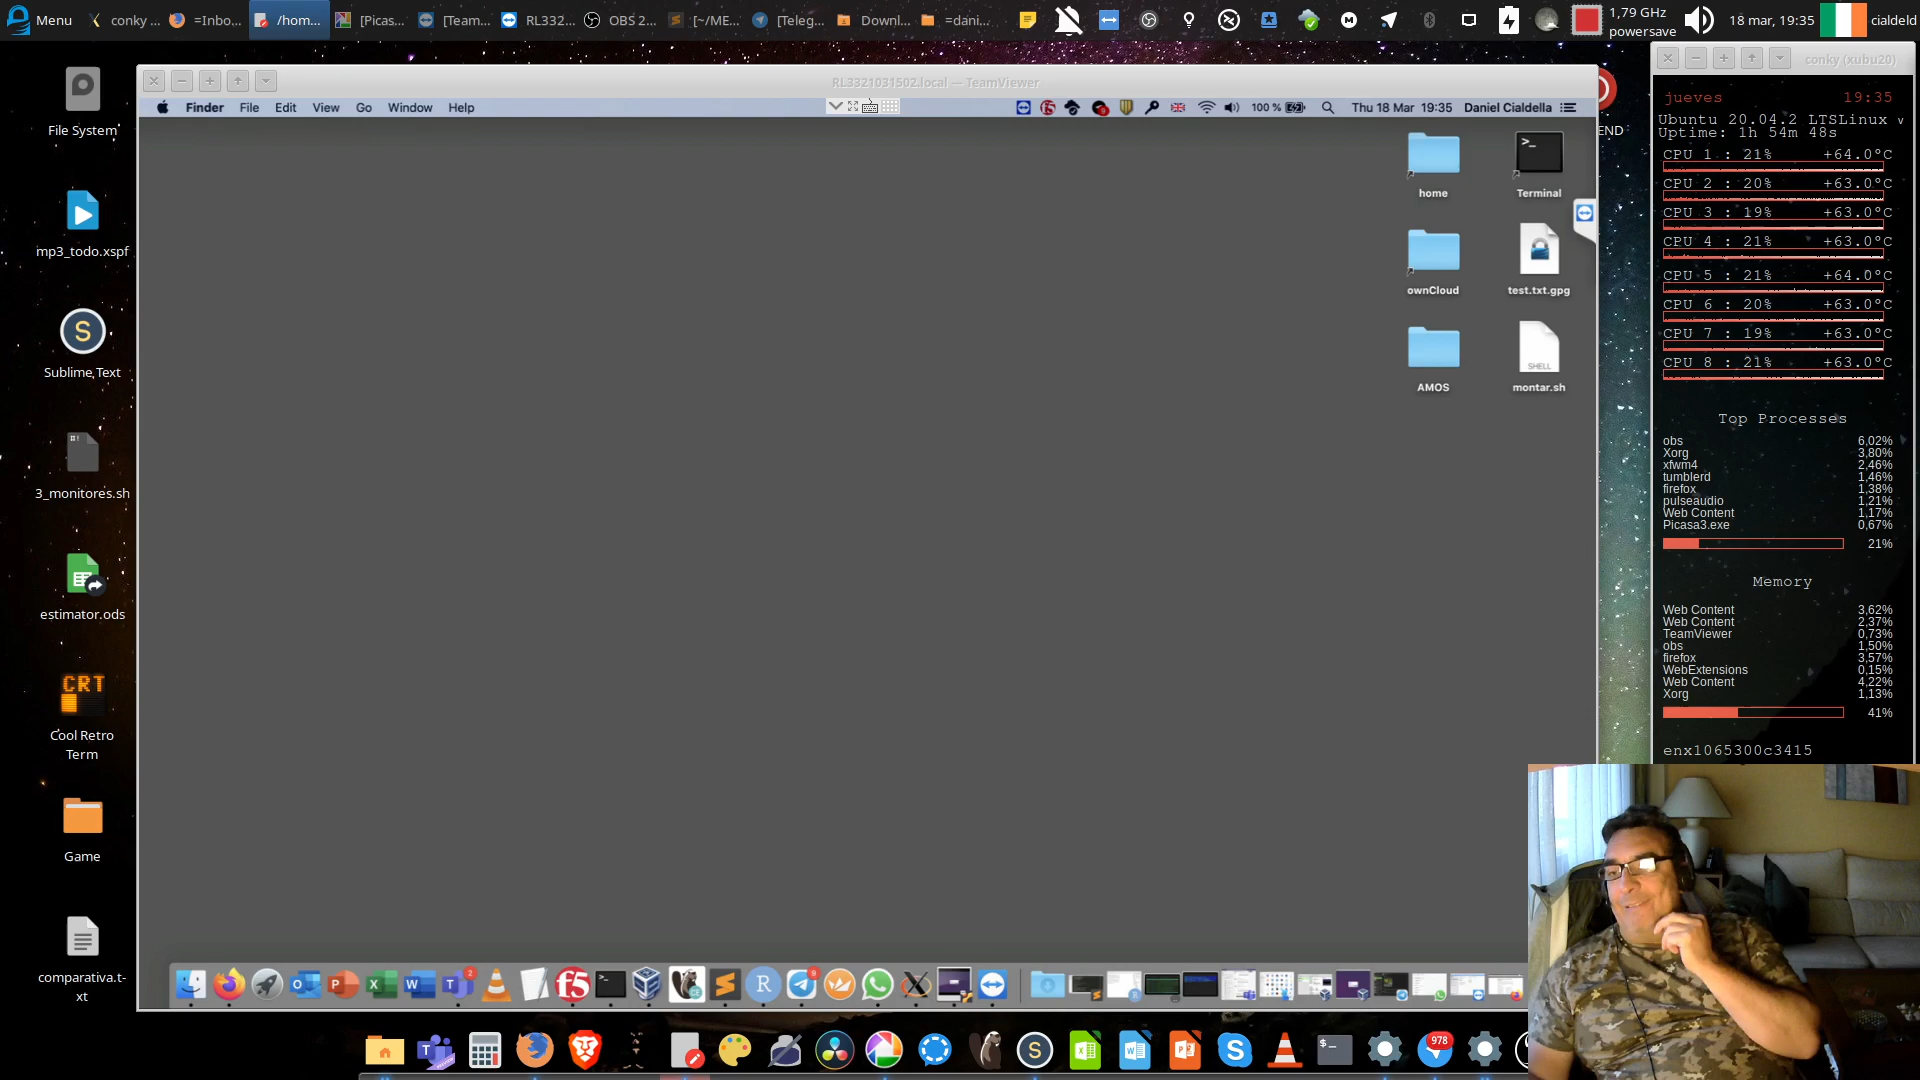 Menu
conky ...
=Inbo...
/hom...
[Picas...
[Team...
RL332...
OBS 2...
[~/ME...
[Teleg...
Downl...
=dani...
1,79 GHz
powersave
18 mar, 19:35
cialdeld
File System
mp3_todo.xspf
S
Sublime Text
3_monitores.sh
estimator.ods
CRT
Cool Retro
Term
Game
comparativa.t-
xt
RL3321031502.local — TeamViewer
Finder File Edit View Go Window Help
100 %
Thu 18 Mar 19:35 Daniel Cialdella
home
Terminal
ownCloud
test.txt.gpg
AMOS
SHELL
montar.sh
END
conky (xubu20)
jueves 19:35
Ubuntu 20.04.2 LTSLinux v
Uptime: 1h 54m 48s
CPU 1 : 21% +64.0°C
CPU 2 : 20% +63.0°C
CPU 3 : 19% +63.0°C
CPU 4 : 21% +63.0°C
CPU 5 : 21% +64.0°C
CPU 6 : 20% +63.0°C
CPU 7 : 19% +63.0°C
CPU 8 : 21% +63.0°C
Top Processes
obs 6,02%
Xorg 3,80%
xfwm4 2,46%
tumblerd 1,46%
firefox 1,38%
pulseaudio 1,21%
Web Content 1,17%
Picasa3.exe 0,67%
21%
Memory
Web Content 3,62%
Web Content 2,37%
TeamViewer 0,73%
obs 1,50%
firefox 3,57%
WebExtensions 0,15%
Web Content 4,22%
Xorg 1,13%
41%
enx1065300c3415
2
9
978